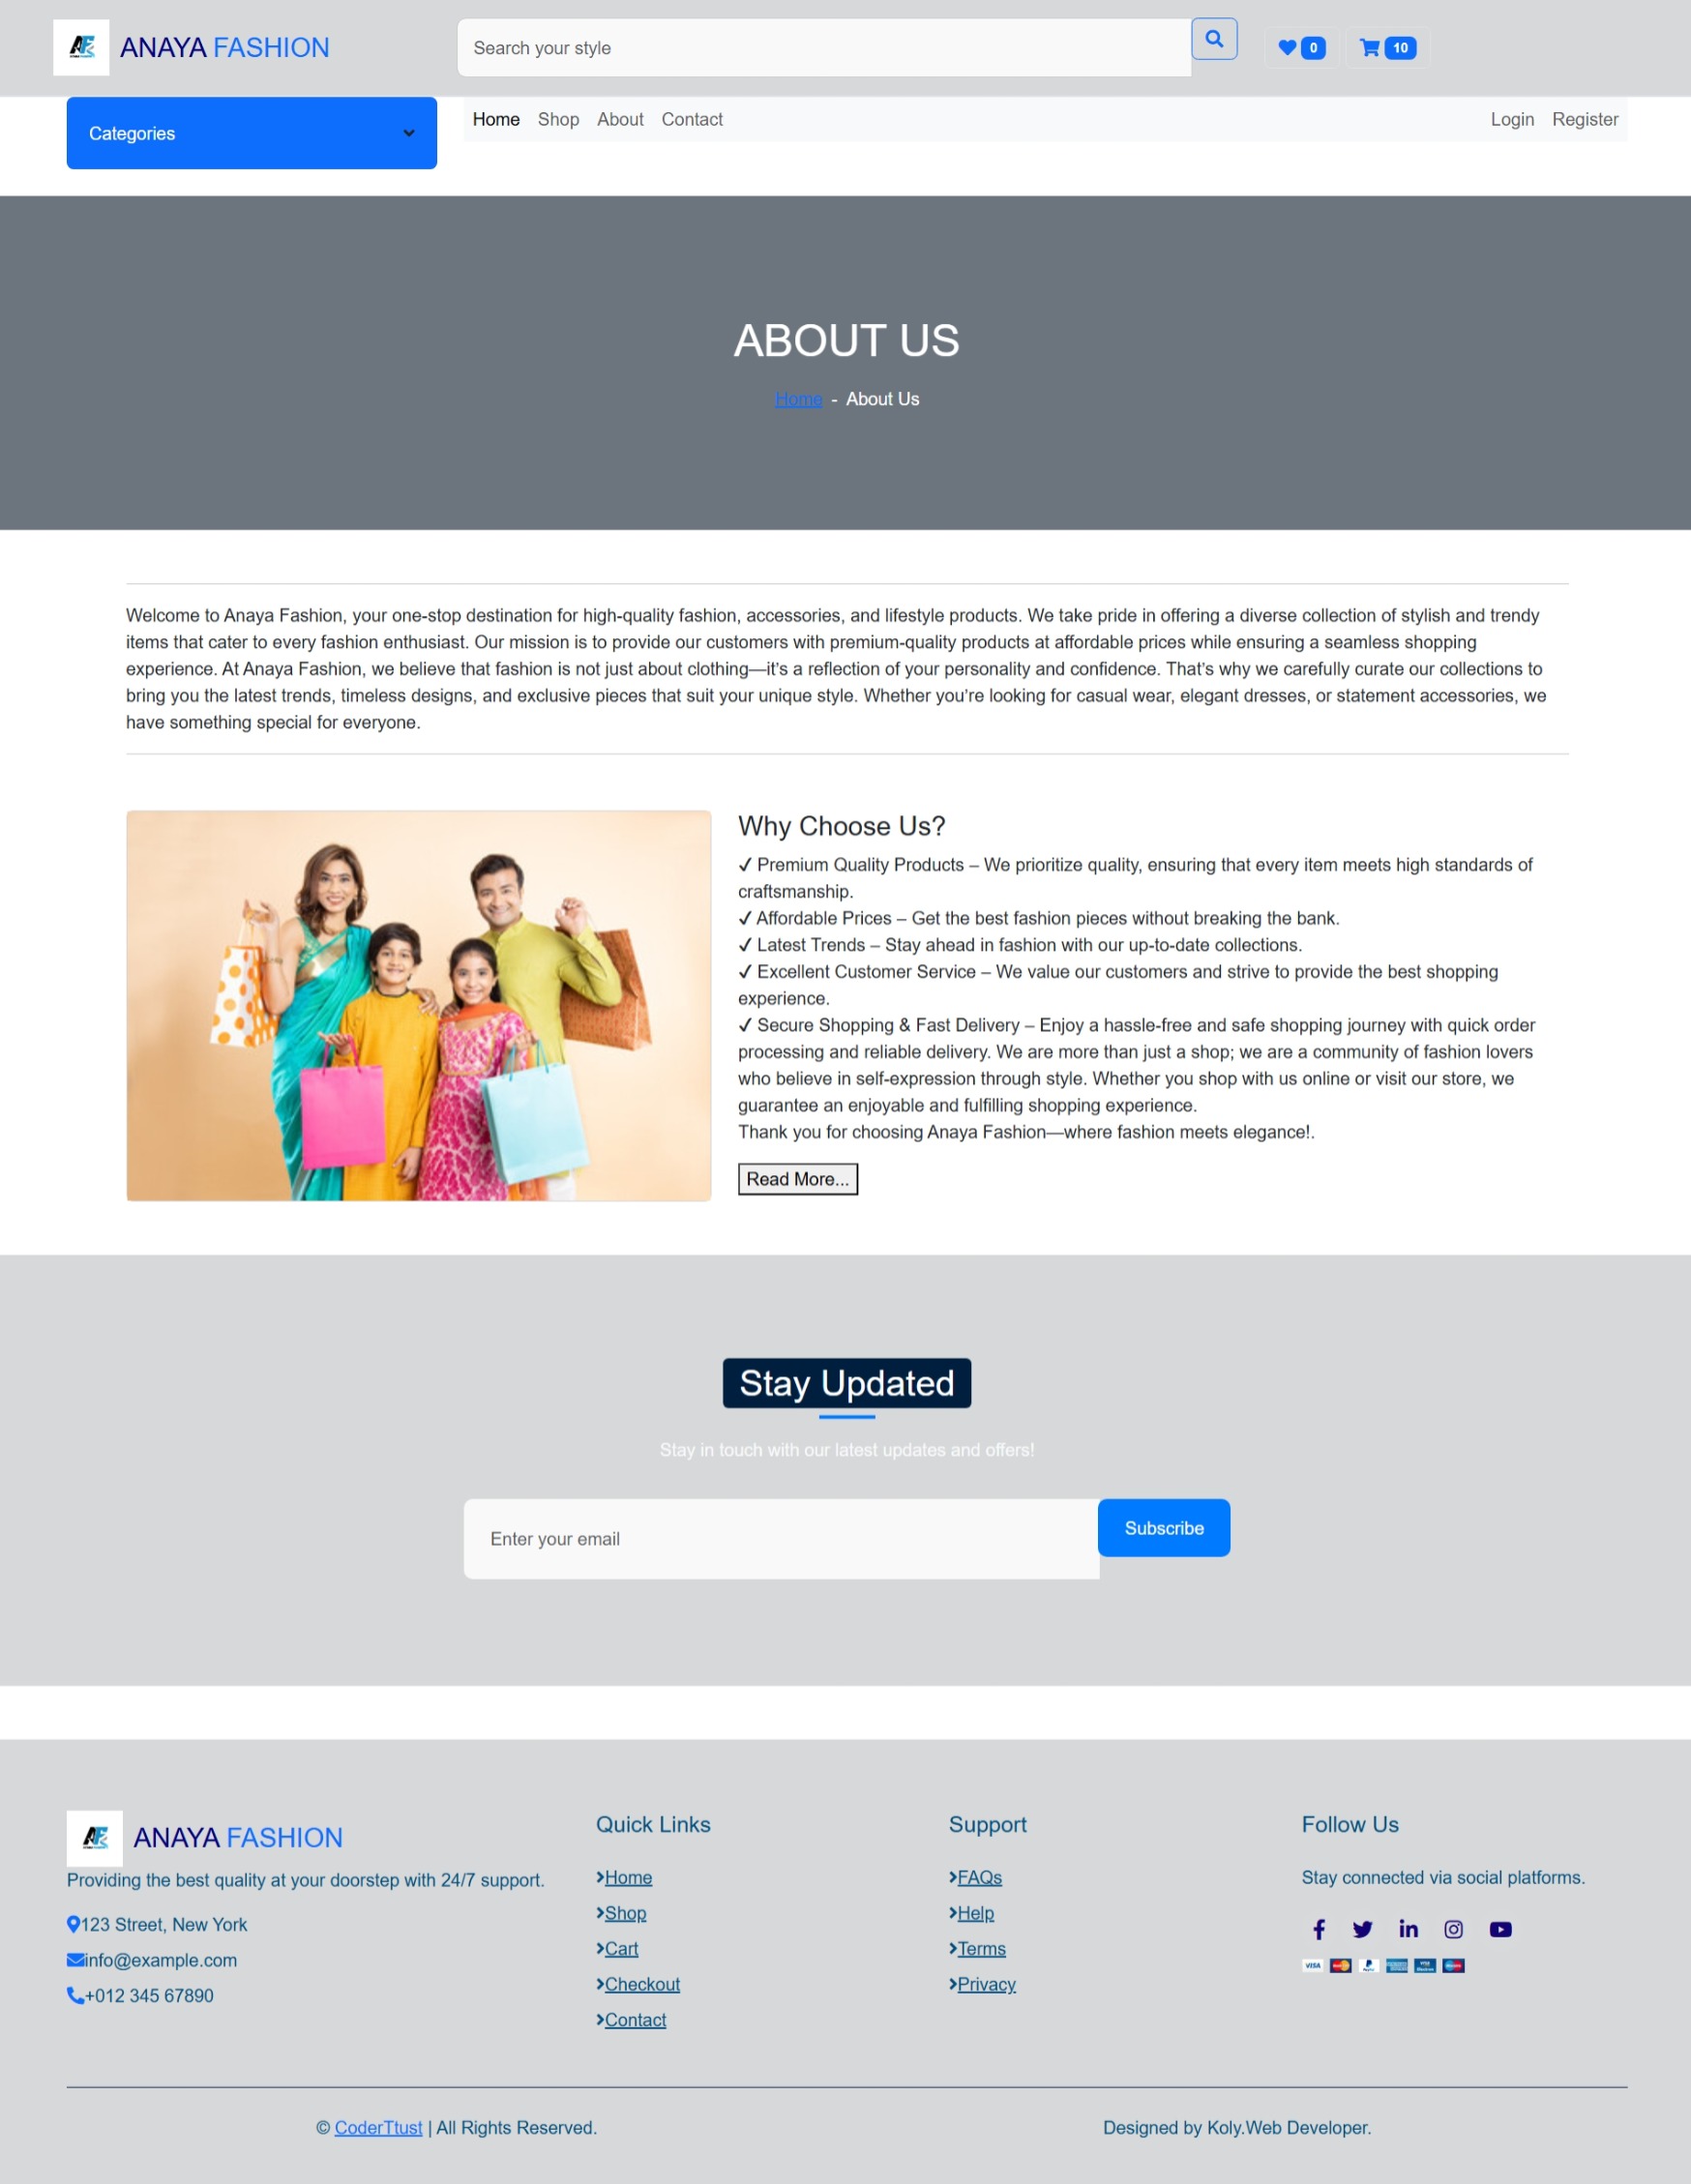 ANAYA FASHION
Search your style
0
10
Categories
Home Shop About Contact
Login Register
ABOUT US
Home - About Us
Welcome to Anaya Fashion, your one-stop destination for high-quality fashion, accessories, and lifestyle products. We take pride in offering a diverse collection of stylish and trendy
items that cater to every fashion enthusiast. Our mission is to provide our customers with premium-quality products at affordable prices while ensuring a seamless shopping
experience. At Anaya Fashion, we believe that fashion is not just about clothing—it’s a reflection of your personality and confidence. That’s why we carefully curate our collections to
bring you the latest trends, timeless designs, and exclusive pieces that suit your unique style. Whether you’re looking for casual wear, elegant dresses, or statement accessories, we
have something special for everyone.
Why Choose Us?
✓ Premium Quality Products – We prioritize quality, ensuring that every item meets high standards of
craftsmanship.
✓ Affordable Prices – Get the best fashion pieces without breaking the bank.
✓ Latest Trends – Stay ahead in fashion with our up-to-date collections.
✓ Excellent Customer Service – We value our customers and strive to provide the best shopping
experience.
✓ Secure Shopping & Fast Delivery – Enjoy a hassle-free and safe shopping journey with quick order
processing and reliable delivery. We are more than just a shop; we are a community of fashion lovers
who believe in self-expression through style. Whether you shop with us online or visit our store, we
guarantee an enjoyable and fulfilling shopping experience.
Thank you for choosing Anaya Fashion—where fashion meets elegance!.
Read More...
Stay Updated
Stay in touch with our latest updates and offers!
Enter your email
Subscribe
ANAYA FASHION
Providing the best quality at your doorstep with 24/7 support.
123 Street, New York
info@example.com
+012 345 67890
Quick Links
Home
Shop
Cart
Checkout
Contact
Support
FAQs
Help
Terms
Privacy
Follow Us
Stay connected via social platforms.
VISA
© CoderTtust | All Rights Reserved.
Designed by Koly.Web Developer.